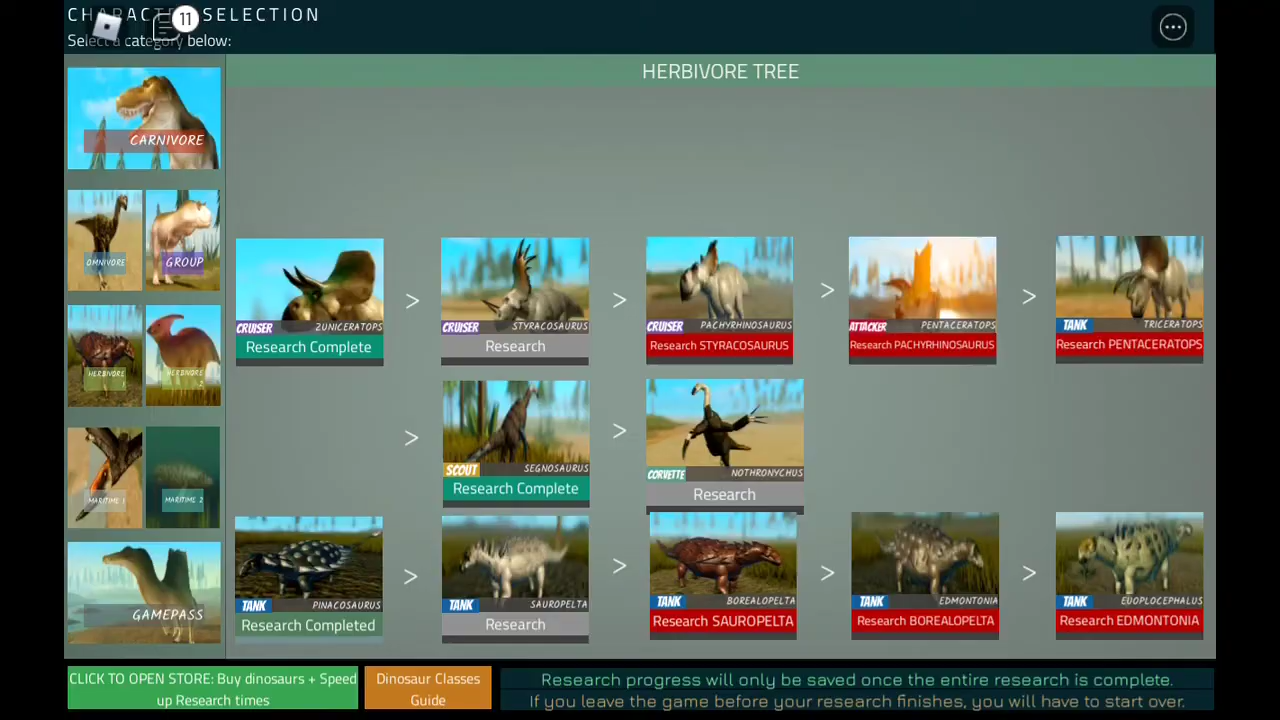 CHARACTER SELECTION
11
Select a category below:
HERBIVORE TREE
CARNIVORE
OMNIVORE
GROUP
HERBIVORE 1
HERBIVORE 2
MARITIME 1
MARITIME 2
GAMEPASS
CRUISER ZUNICERATOPS
Research Complete
>
CRUISER STYRACOSAURUS
Research
>
CRUISER PACHYRHINOSAURUS
Research STYRACOSAURUS
>
ATTACKER PENTACERATOPS
Research PACHYRHINOSAURUS
>
TANK TRICERATOPS
Research PENTACERATOPS
>
SCOUT SEGNOSAURUS
Research Complete
>
CORVETTE NOTHRONYCHUS
Research
TANK PINACOSAURUS
Research Completed
>
TANK SAUROPELTA
Research
>
TANK BOREALOPELTA
Research SAUROPELTA
>
TANK EDMONTONIA
Research BOREALOPELTA
>
TANK EUOPLOCEPHALUS
Research EDMONTONIA
CLICK TO OPEN STORE: Buy dinosaurs + Speed
up Research times
Dinosaur Classes
Guide
Research progress will only be saved once the entire research is complete.
If you leave the game before your research finishes, you will have to start over.